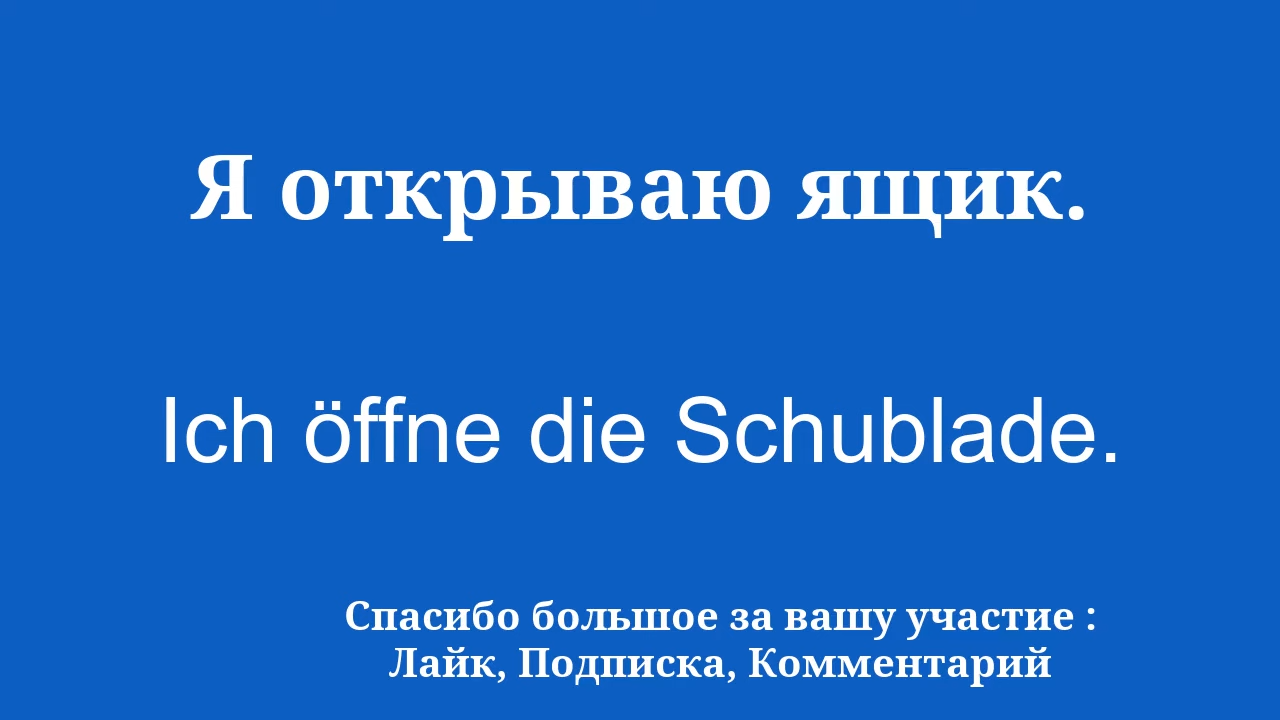 Я открываю ящик.
Ich öffne die Schublade.
Спасибо большое за вашу участие :
Лайк, Подписка, Комментарий